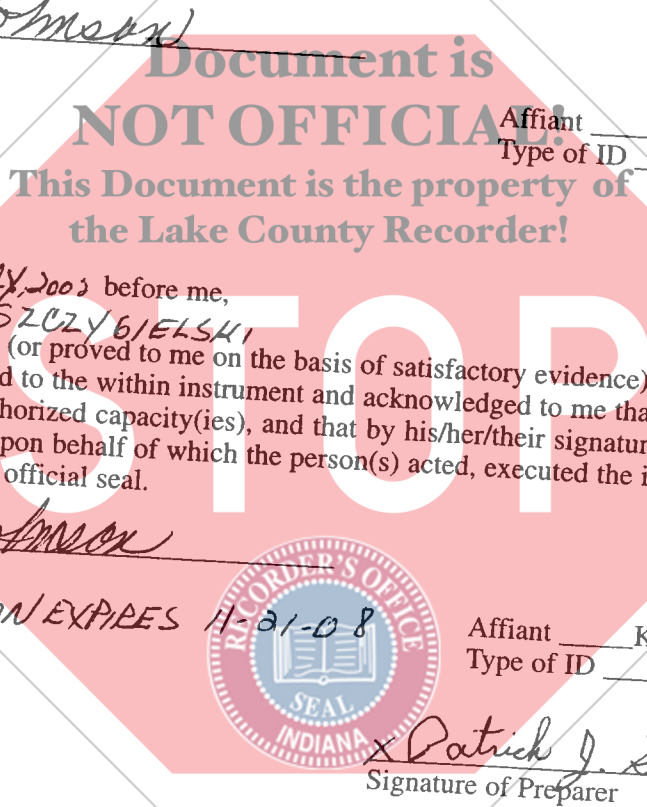 Johnson
Document is
NOT OFFICIAL!
Affiant
Type of ID
This Document is the property of
the Lake County Recorder!
before me,
SZCZYGIELSKI
(or proved to me on the basis of satisfactory evidence)
d to the within instrument and acknowledged to me tha
horized capacity(ies), and that by his/her/their signatur
pon behalf of which the person(s) acted, executed the i
official seal.
STOP
Johnson
N EXPIRES 11-21-08
RECORDER'S OFFICE
SEAL
INDIANA
Affiant K
Type of ID
x Patrick J.
Signature of Preparer